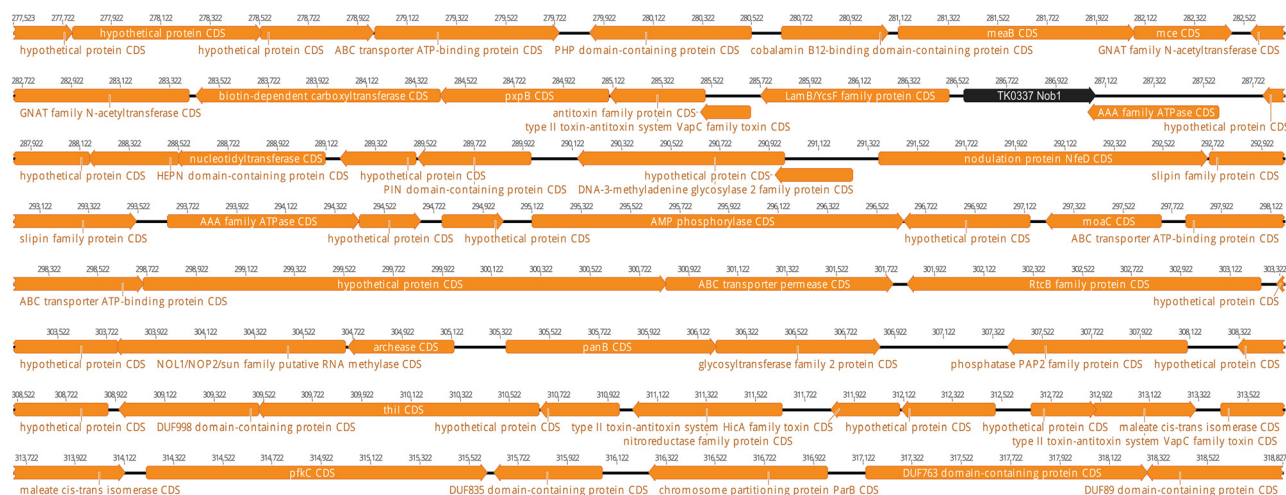 277,523 277,722 277,922 278,122 278,322 278,522 278,722 278,922 279,122 279,322 279,522 279,722 279,922 280,122 280,322 280,522 280,722 280,922 281,122 281,322 281,522 281,722 281,922 282,122 282,322 282,522
hypothetical protein CDS meaB CDS mce CDS
hypothetical protein CDS hypothetical protein CDS ABC transporter ATP-binding protein CDS PHP domain-containing protein CDS cobalamin B12-binding domain-containing protein CDS GNAT family N-acetyltransferase CDS
282,722 282,922 283,122 283,322 283,522 283,722 283,922 284,122 284,322 284,522 284,722 284,922 285,122 285,322 285,522 285,722 285,922 286,122 286,322 286,522 286,722 286,922 287,122 287,322 287,522 287,722
biotin-dependent carboxyltransferase CDS pxpB CDS LamB/YcsF family protein CDS TK0337 Nob1
GNAT family N-acetyltransferase CDS antitoxin family protein CDS AAA family ATPase CDS
type II toxin-antitoxin system VapC family toxin CDS hypothetical protein CDS
287,922 288,122 288,322 288,522 288,722 288,922 289,122 289,322 289,522 289,722 289,922 290,122 290,322 290,522 290,722 290,922 291,122 291,322 291,522 291,722 291,922 292,122 292,322 292,522 292,722 292,922
nucleotidyltransferase CDS nodulation protein NfeD CDS
hypothetical protein CDS HEPN domain-containing protein CDS hypothetical protein CDS hypothetical protein CDS slipin family protein CDS
PIN domain-containing protein CDS DNA-3-methyladenine glycosylase 2 family protein CDS
293,122 293,322 293,522 293,722 293,922 294,122 294,322 294,522 294,722 294,922 295,122 295,322 295,522 295,722 295,922 296,122 296,322 296,522 296,722 296,922 297,122 297,322 297,522 297,722 297,922 298,122
AAA family ATPase CDS AMP phosphorylase CDS moaC CDS
slipin family protein CDS hypothetical protein CDS hypothetical protein CDS hypothetical protein CDS ABC transporter ATP-binding protein CDS
298,322 298,522 298,722 298,922 299,122 299,322 299,522 299,722 299,922 300,122 300,322 300,522 300,722 300,922 301,122 301,322 301,522 301,722 301,922 302,122 302,322 302,522 302,722 302,922 303,122 303,322
hypothetical protein CDS ABC transporter permease CDS RtcB family protein CDS
ABC transporter ATP-binding protein CDS hypothetical protein CDS
303,522 303,722 303,922 304,122 304,322 304,522 304,722 304,922 305,122 305,322 305,522 305,722 305,922 306,122 306,322 306,522 306,722 306,922 307,122 307,322 307,522 307,722 307,922 308,122 308,322
archease CDS panB CDS
hypothetical protein CDS NOL1/NOP2/sun family putative RNA methylase CDS glycosyltransferase family 2 protein CDS phosphatase PAP2 family protein CDS hypothetical protein CDS
308,522 308,722 308,922 309,122 309,322 309,522 309,722 309,922 310,122 310,322 310,522 310,722 310,922 311,122 311,322 311,522 311,722 311,922 312,122 312,322 312,522 312,722 312,922 313,122 313,322 313,522
thiI CDS
hypothetical protein CDS DUF998 domain-containing protein CDS hypothetical protein CDS type II toxin-antitoxin system HicA family toxin CDS hypothetical protein CDS hypothetical protein CDS maleate cis-trans isomerase CDS
nitroreductase family protein CDS type II toxin-antitoxin system VapC family toxin CDS
313,722 313,922 314,122 314,322 314,522 314,722 314,922 315,122 315,322 315,522 315,722 315,922 316,122 316,322 316,522 316,722 316,922 317,122 317,322 317,522 317,722 317,922 318,122 318,322 318,522 318,827
pfkC CDS DUF763 domain-containing protein CDS
maleate cis-trans isomerase CDS DUF835 domain-containing protein CDS chromosome partitioning protein ParB CDS DUF89 domain-containing protein CDS